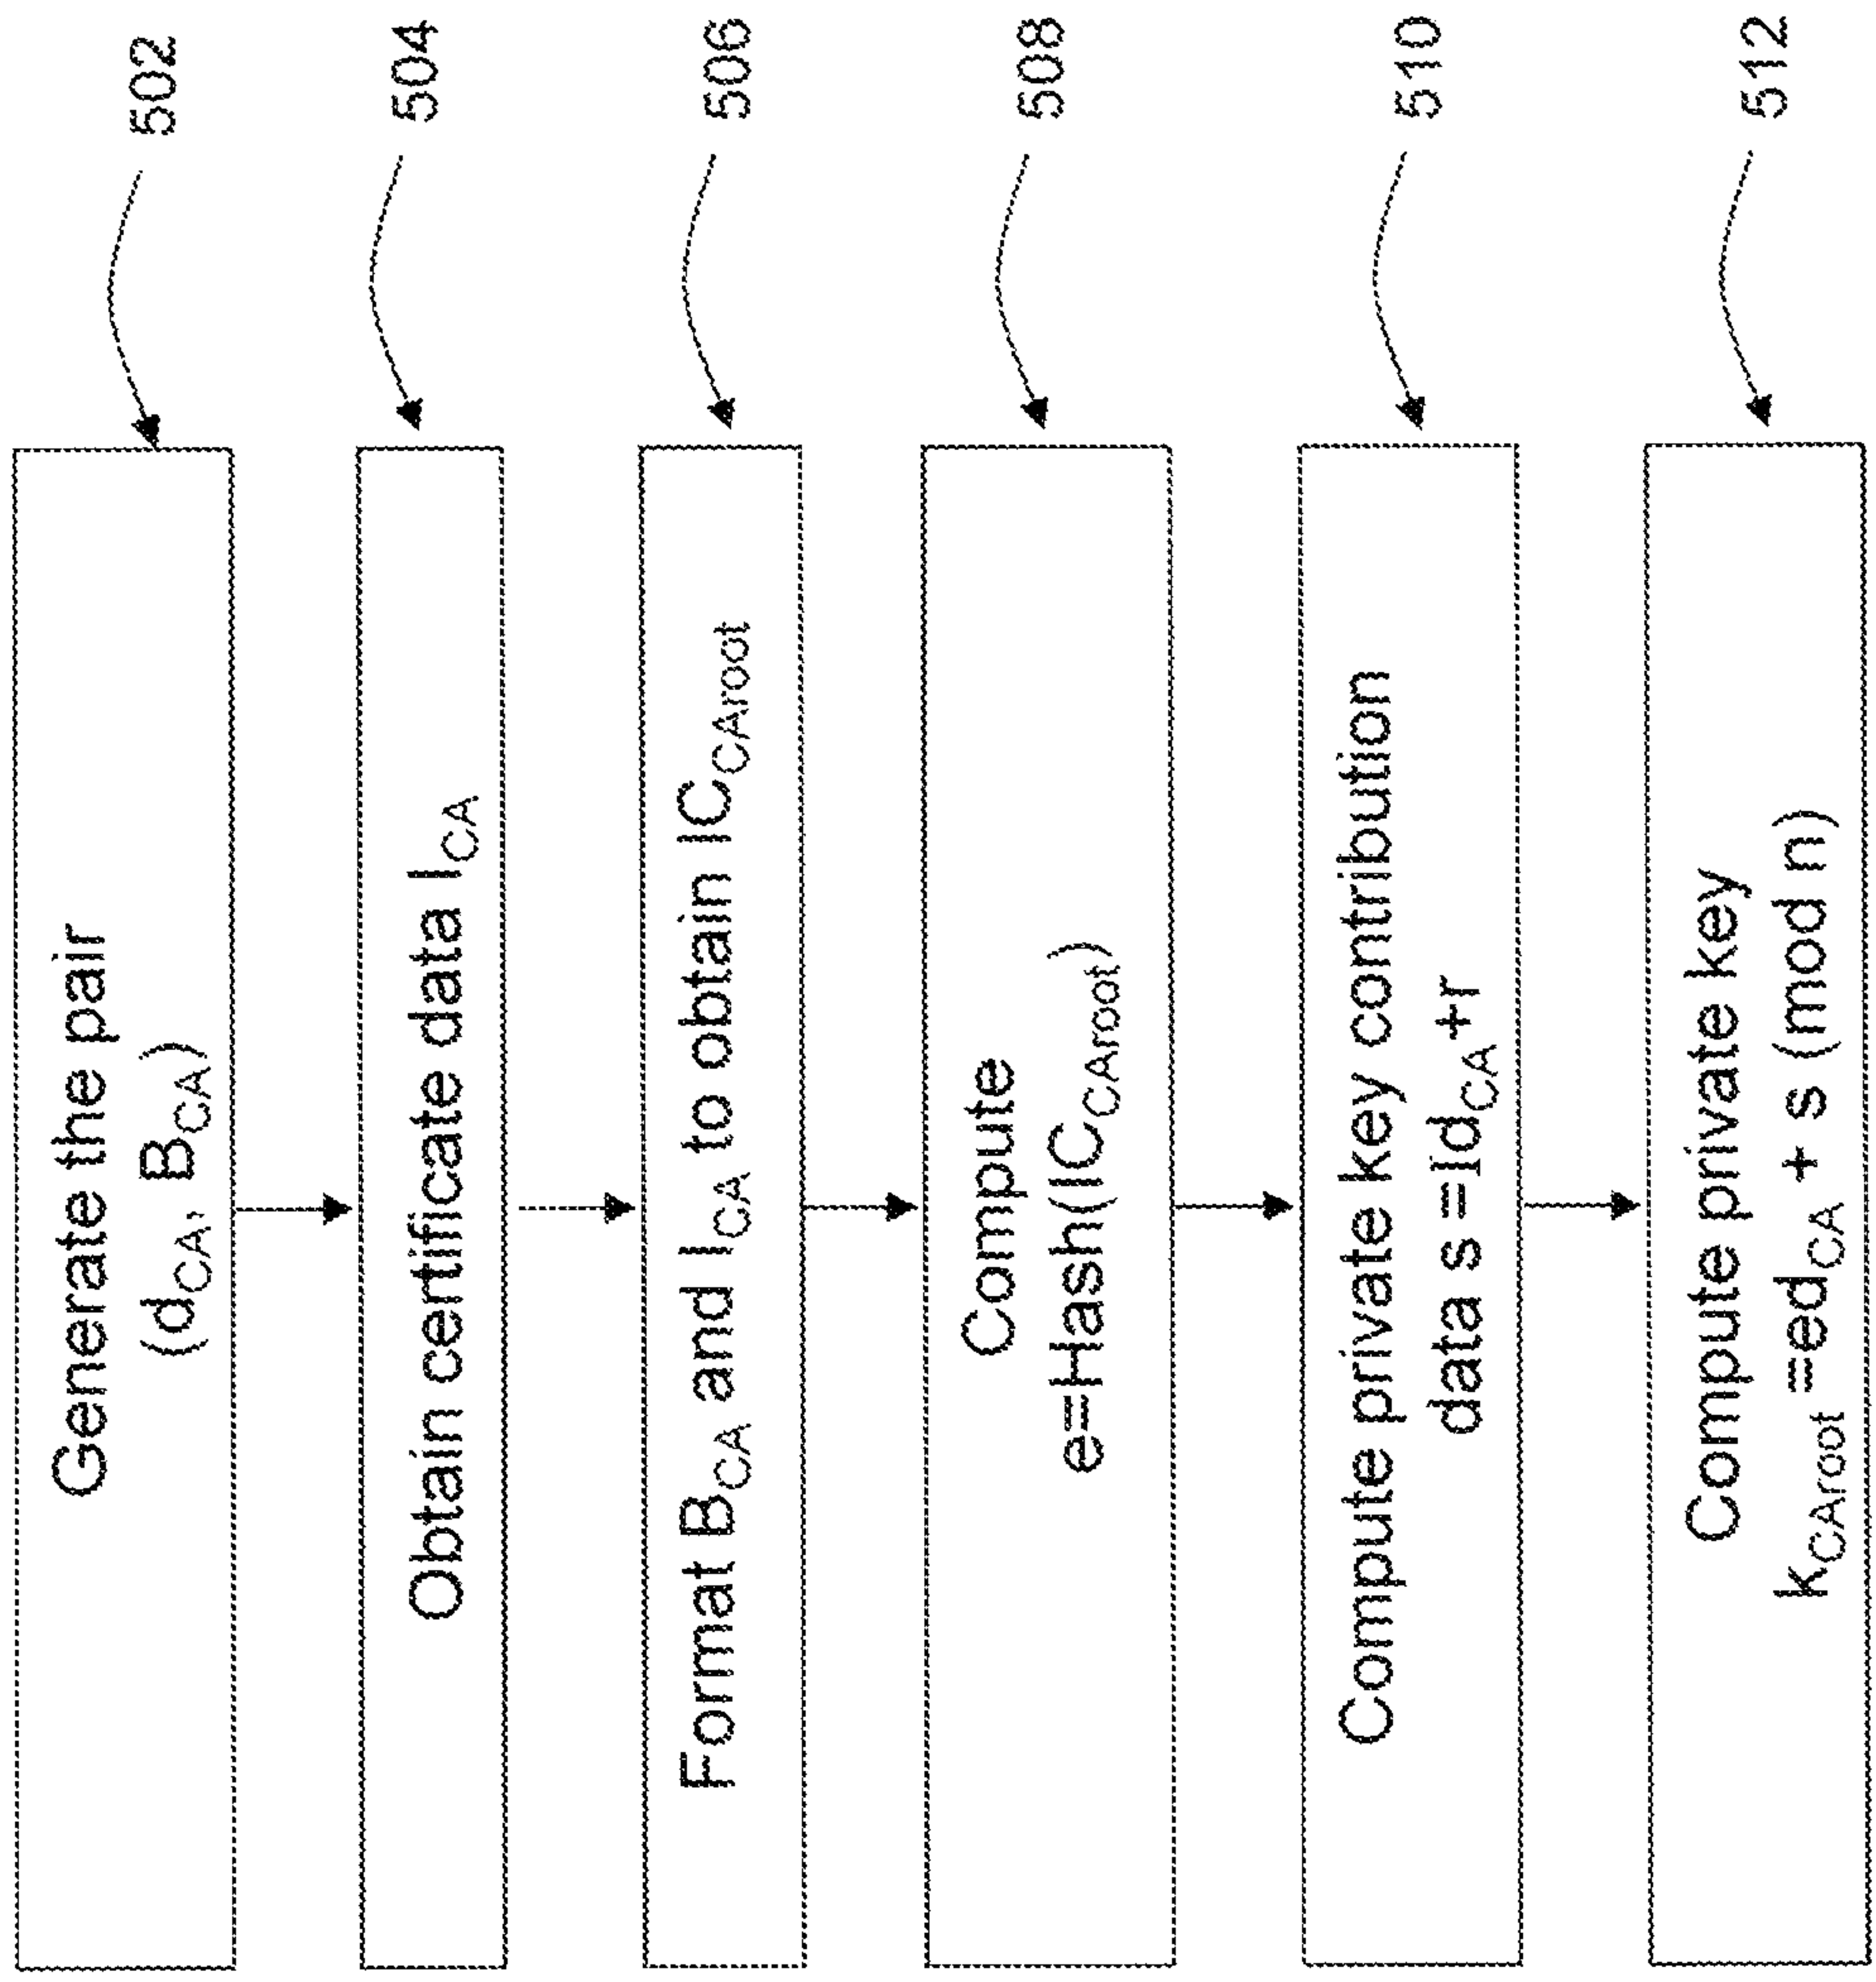 Generate the pair
(d_CA, B_CA)
502
Obtain certificate data I_CA
504
Format B_CA and I_CA to obtain IC_CAroot
506
Compute
e=Hash(IC_CAroot)
508
Compute private key contribution
data s =Id_CA+r
510
Compute private key
k_CAroot =ed_CA + s (mod n)
512